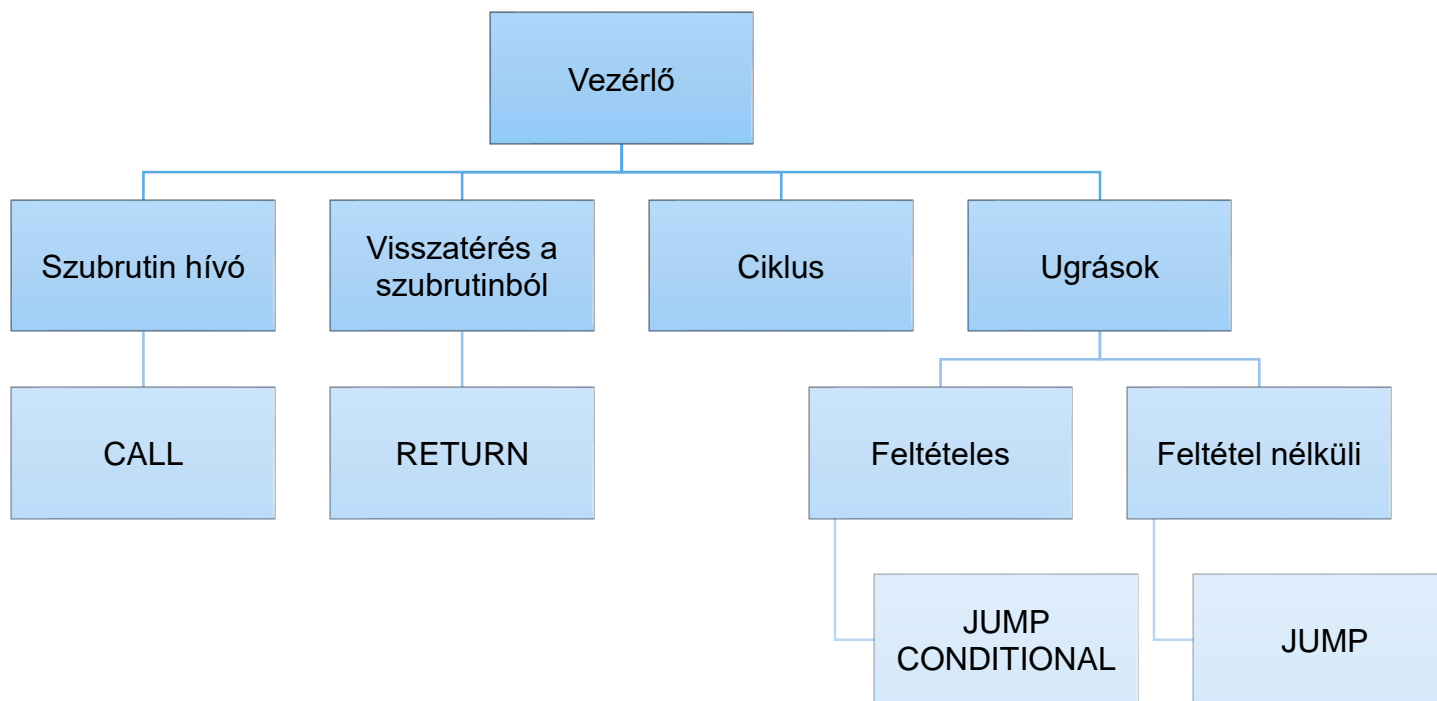 Vezérlő
Szubrutin hívó
Visszatérés a
szubrutinból
Ciklus
Ugrások
CALL
RETURN
Feltételes
Feltétel nélküli
JUMP
CONDITIONAL
JUMP